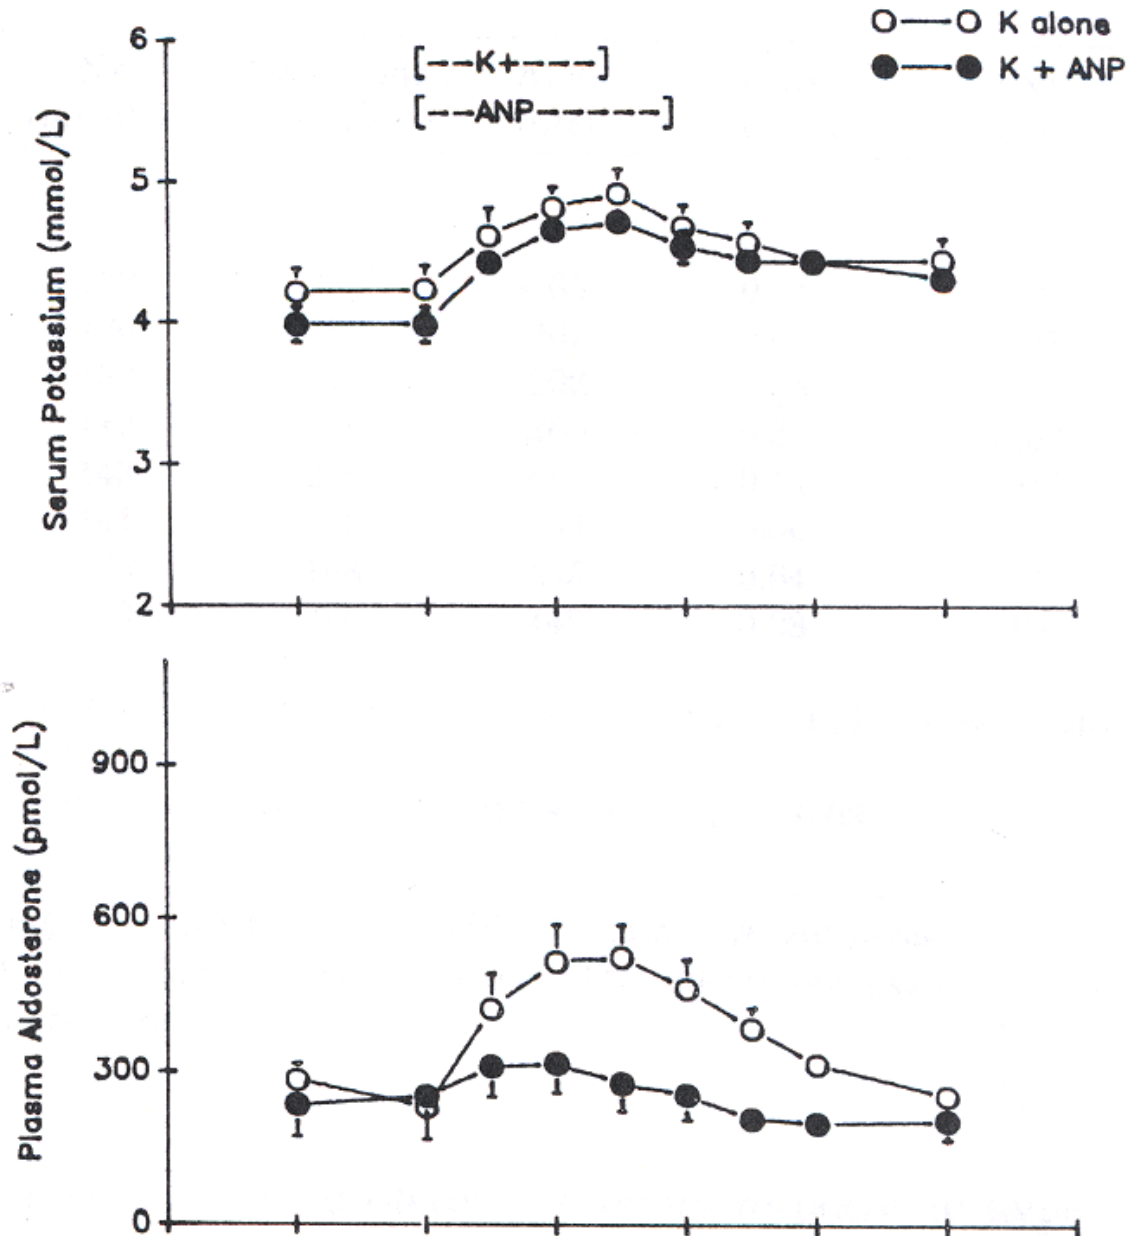 K alone
K + ANP
[---K+----]
[---ANP------]
Serum Potassium (mmol/L)
6
5
4
3
2
Plasma Aldosterone (pmol/L)
900
600
300
0